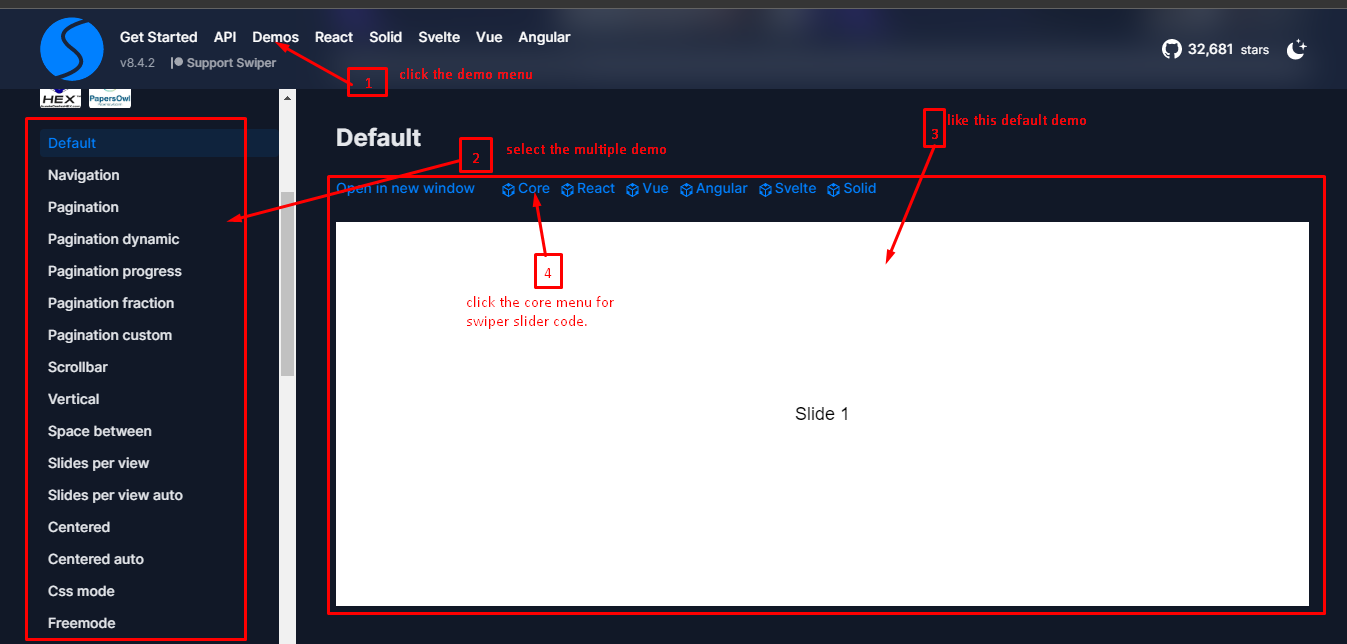 Get Started API Demos React Solid Svelte Vue Angular
v8.4.2 Support Swiper
32,681 stars
1
click the demo menu
HEX
PapersOwl
Default
Navigation
Pagination
Pagination dynamic
Pagination progress
Pagination fraction
Pagination custom
Scrollbar
Vertical
Space between
Slides per view
Slides per view auto
Centered
Centered auto
Css mode
Freemode
Default
2
select the multiple demo
3
like this default demo
Open in new window Core React Vue Angular Svelte Solid
4
click the core menu for
swiper slider code.
Slide 1